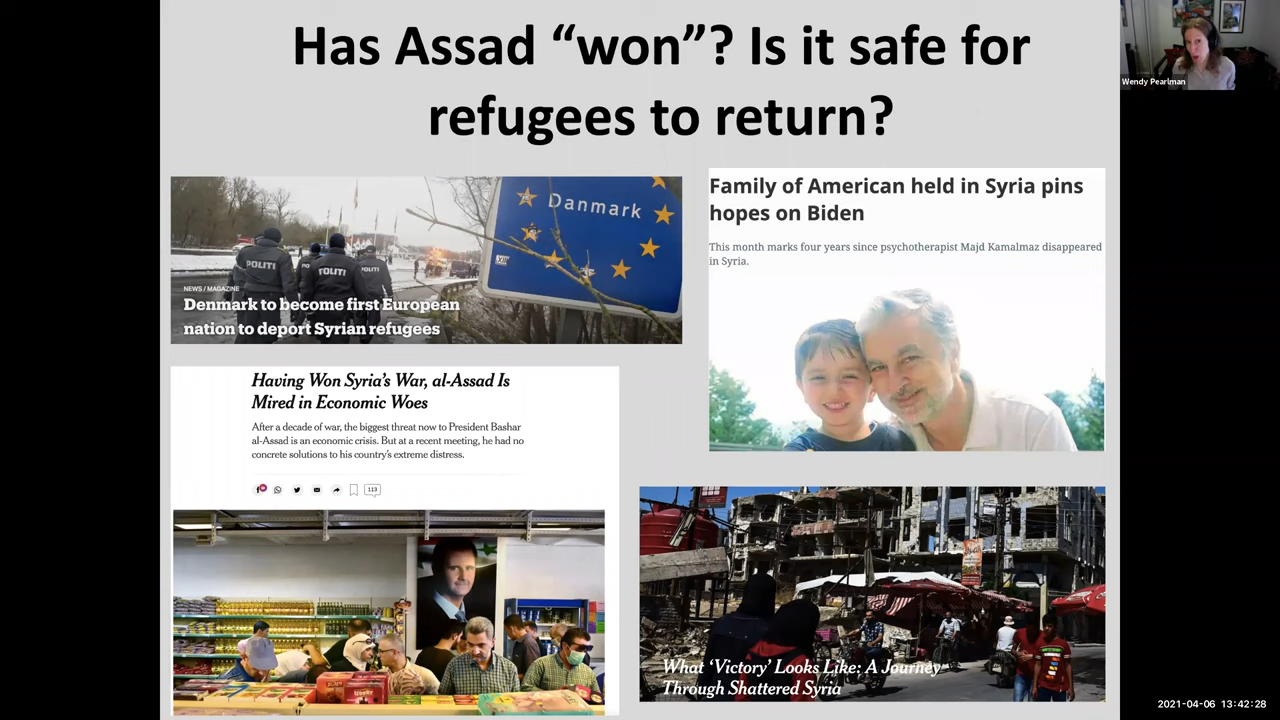 Has Assad “won”? Is it safe for
refugees to return?
Wendy Pearlman
Danmark
POLITI
POLITI
POLITI
NEWS / MAGAZINE
Denmark to become first European
nation to deport Syrian refugees
Family of American held in Syria pins
hopes on Biden
This month marks four years since psychotherapist Majd Kamalmaz disappeared
in Syria.
Having Won Syria’s War, al-Assad Is
Mired in Economic Woes
After a decade of war, the biggest threat now to President Bashar
al-Assad is an economic crisis. But at a recent meeting, he had no
concrete solutions to his country’s extreme distress.
113
What ‘Victory’ Looks Like: A Journey
Through Shattered Syria
2021-04-06 13:42:28